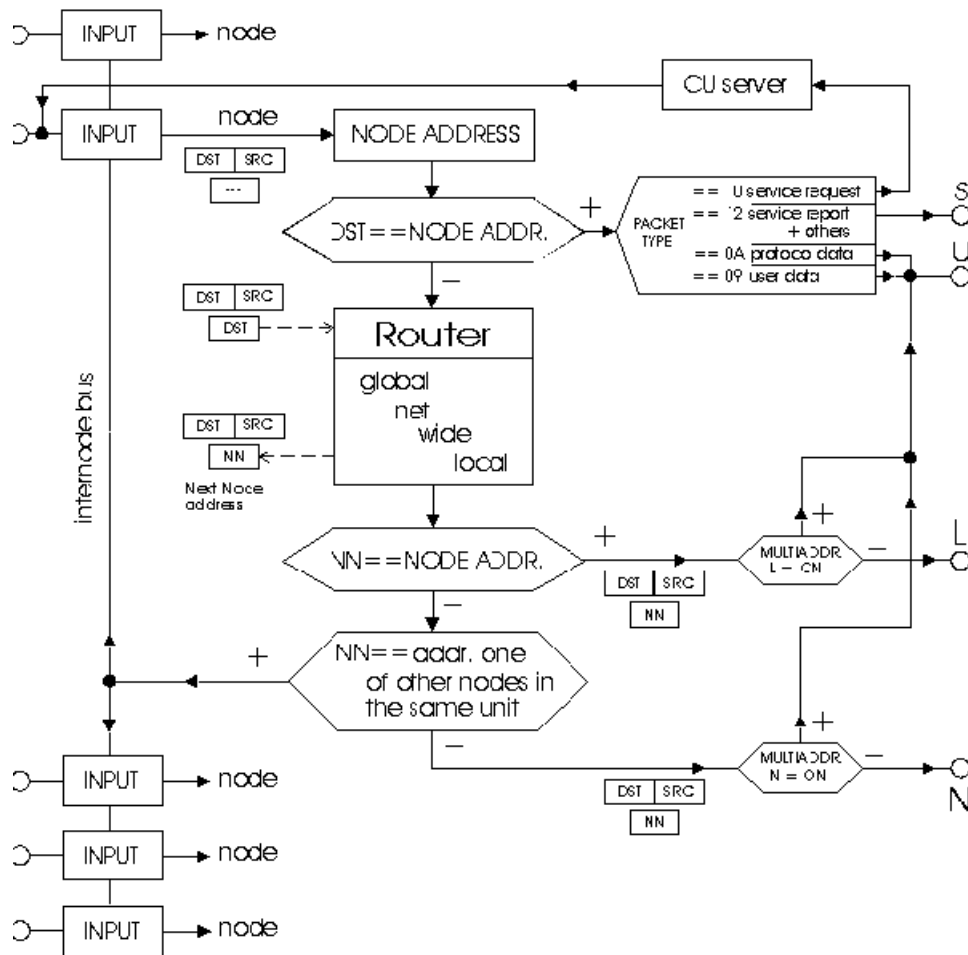 INPUT
node
CU server
INPUT
node
NODE ADDRESS
DST SRC
---
== U service request
== 12 service report
+ others
== 0A protoco data
== 09 user data
PACKET
TYPE
S
U
+
DST==NODE ADDR.
−
DST SRC
DST
Router
global
net
wide
local
DST SRC
NN
Next Node
address
internode bus
NN==NODE ADDR.
+
−
DST SRC
NN
MULTIADDR.
L = ON
+
−
L
NN== addr. one
of other nodes in
the same unit
+
−
DST SRC
NN
MULTIADDR.
N = ON
+
−
N
INPUT
node
INPUT
node
INPUT
node